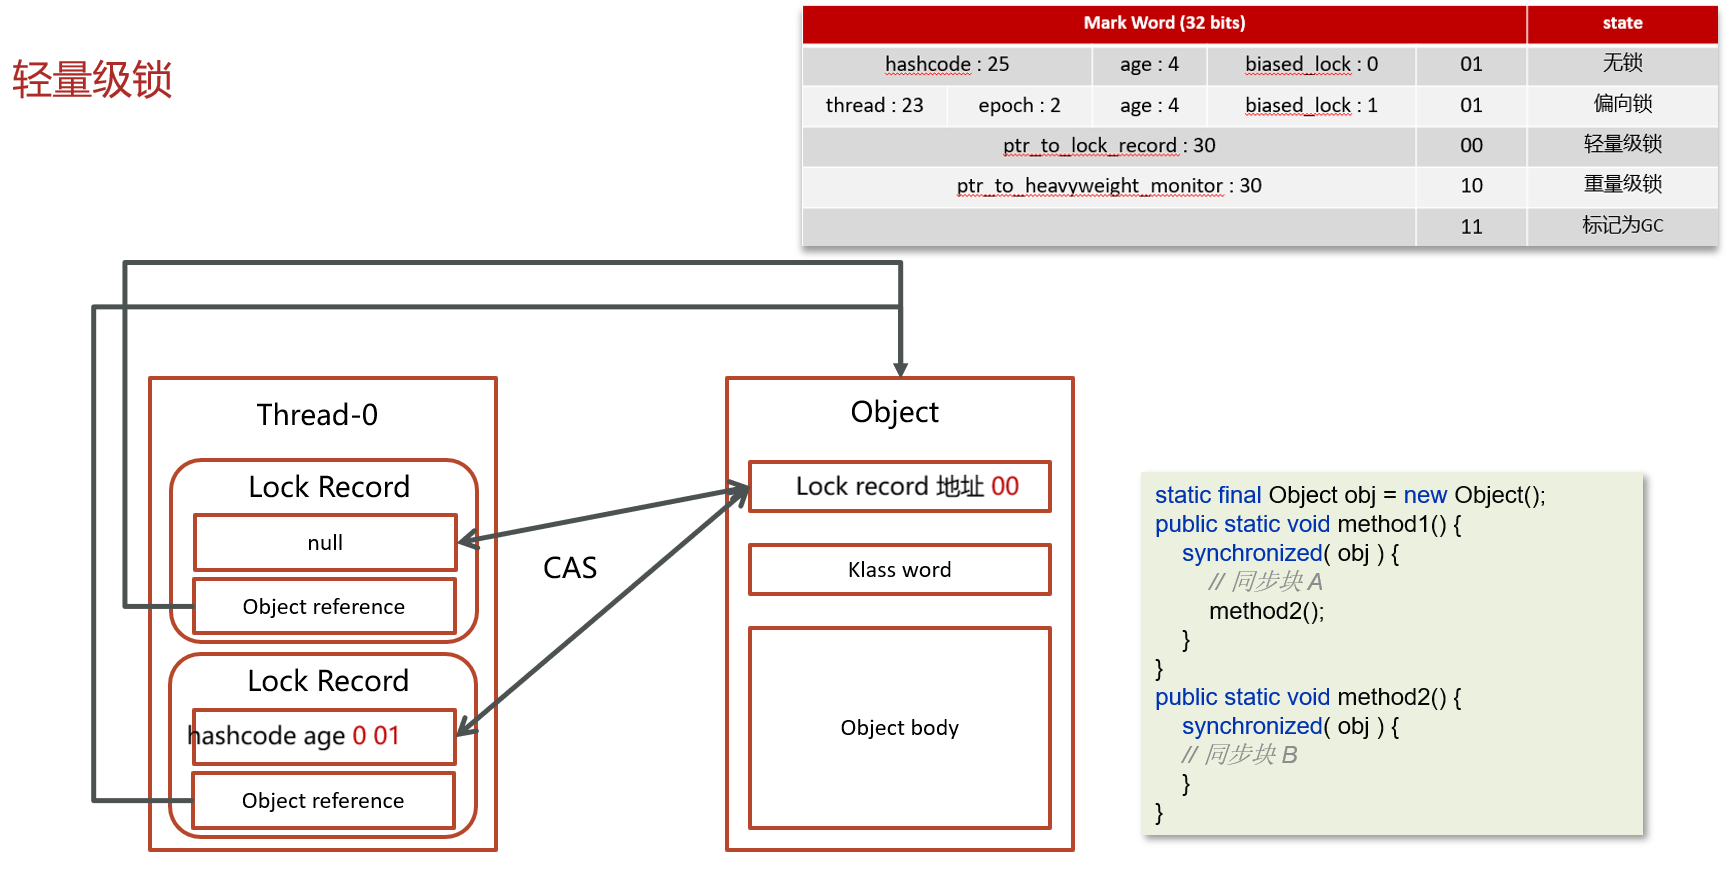 轻量级锁
Mark Word (32 bits) state
hashcode : 25 age : 4 biased_lock : 0 01 无锁
thread : 23 epoch : 2 age : 4 biased_lock : 1 01 偏向锁
ptr_to_lock_record : 30 00 轻量级锁
ptr_to_heavyweight_monitor : 30 10 重量级锁
11 标记为GC
Thread-0
Lock Record
null
Object reference
Lock Record
hashcode age 0 01
Object reference
CAS
Object
Lock record 地址 00
Klass word
Object body
static final Object obj = new Object();
public static void method1() {
synchronized( obj ) {
// 同步块 A
method2();
}
}
public static void method2() {
synchronized( obj ) {
// 同步块 B
}
}